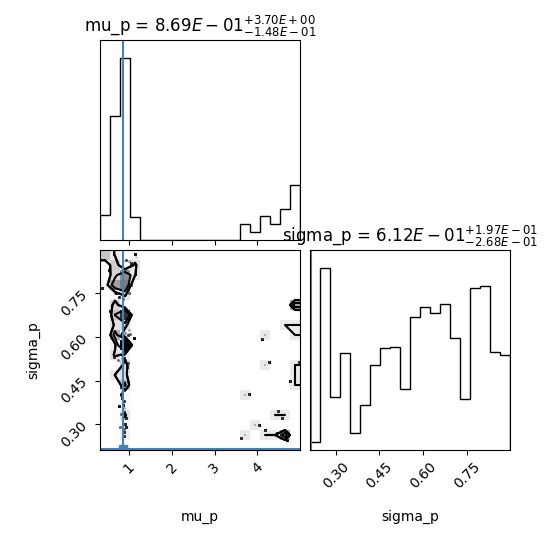 mu_p = 8.69E − 01+3.70E+00−1.48E−01
sigma_p = 6.12E − 01+1.97E−01−2.68E−01
0.75
0.60
0.45
0.30
sigma_p
1 2 3 4
0.30 0.45 0.60 0.75
mu_p
sigma_p